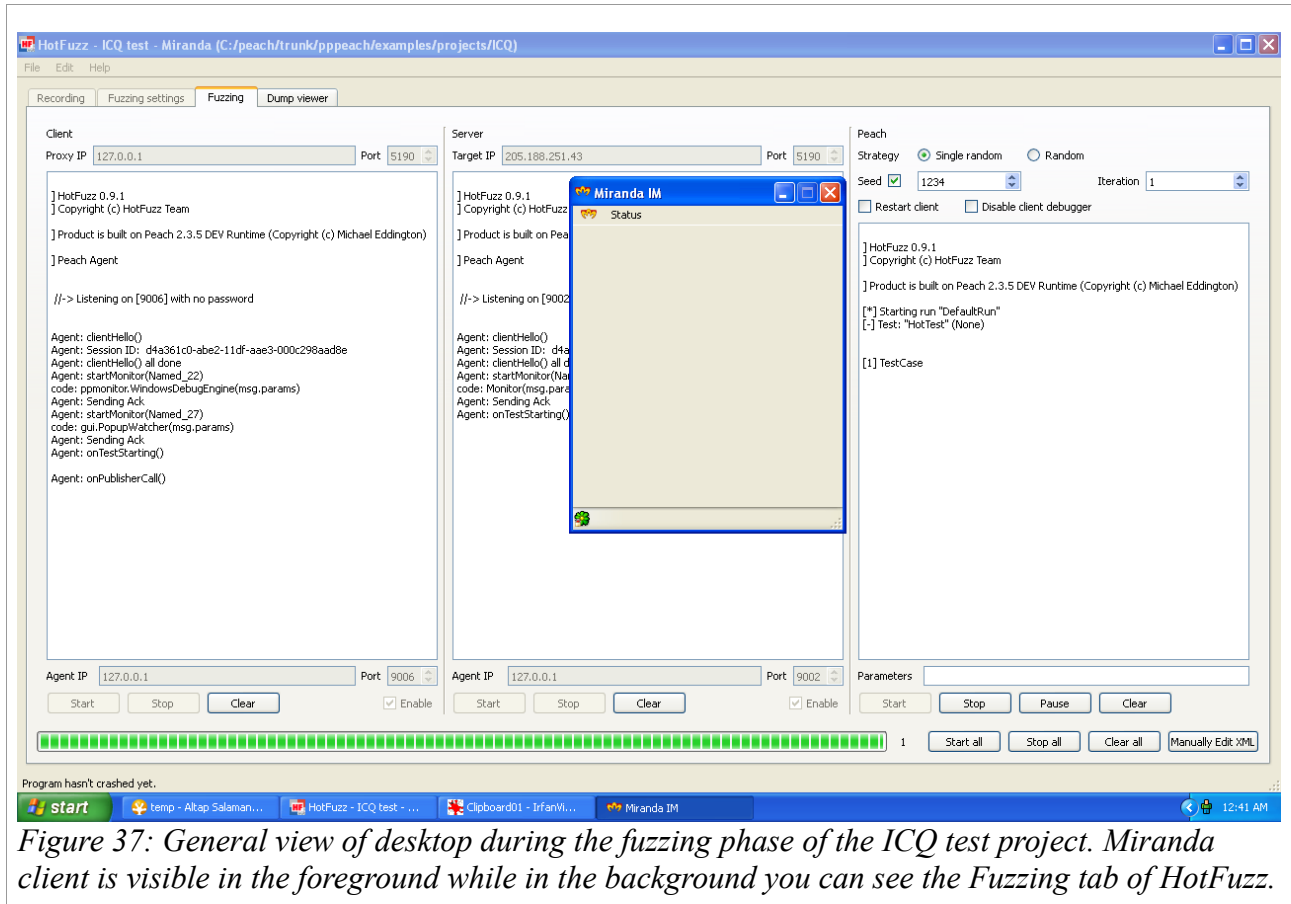 HotFuzz - ICQ test - Miranda (C:/peach/trunk/pppeach/examples/projects/ICQ)
File Edit Help
Recording Fuzzing settings Fuzzing Dump viewer
Client
Proxy IP 127.0.0.1 Port 5190
] HotFuzz 0.9.1
] Copyright (c) HotFuzz Team
] Product is built on Peach 2.3.5 DEV Runtime (Copyright (c) Michael Eddington)
] Peach Agent
//-> Listening on [9006] with no password
Agent: clientHello()
Agent: Session ID: d4a361c0-abe2-11df-aae3-000c298aad8e
Agent: clientHello() all done
Agent: startMonitor(Named_22)
code: ppmonitor.WindowsDebugEngine(msg.params)
Agent: Sending Ack
Agent: startMonitor(Named_27)
code: gui.PopupWatcher(msg.params)
Agent: Sending Ack
Agent: onTestStarting()
Agent: onPublisherCall()
Agent IP 127.0.0.1 Port 9006
Start Stop Clear Enable
Server
Target IP 205.188.251.43 Port 5190
] HotFuzz 0.9.1
] Copyright (c) HotFuzz
] Product is built on Pea
] Peach Agent
//-> Listening on [9002
Agent: clientHello()
Agent: Session ID: d4a
Agent: clientHello() all d
Agent: startMonitor(Na
code: Monitor(msg.para
Agent: Sending Ack
Agent: onTestStarting()
Agent IP 127.0.0.1 Port 9002
Start Stop Clear Enable
Miranda IM
Status
Peach
Strategy Single random Random
Seed 1234 Iteration 1
Restart client Disable client debugger
] HotFuzz 0.9.1
] Copyright (c) HotFuzz Team
] Product is built on Peach 2.3.5 DEV Runtime (Copyright (c) Michael Eddington)
[*] Starting run "DefaultRun"
[-] Test: "HotTest" (None)
[1] TestCase
Parameters
Start Stop Pause Clear
1 Start all Stop all Clear all Manually Edit XML
Program hasn't crashed yet.
start temp - Altap Salaman... HotFuzz - ICQ test - ... Clipboard01 - IrfanVi... Miranda IM 12:41 AM
Figure 37: General view of desktop during the fuzzing phase of the ICQ test project. Miranda
client is visible in the foreground while in the background you can see the Fuzzing tab of HotFuzz.